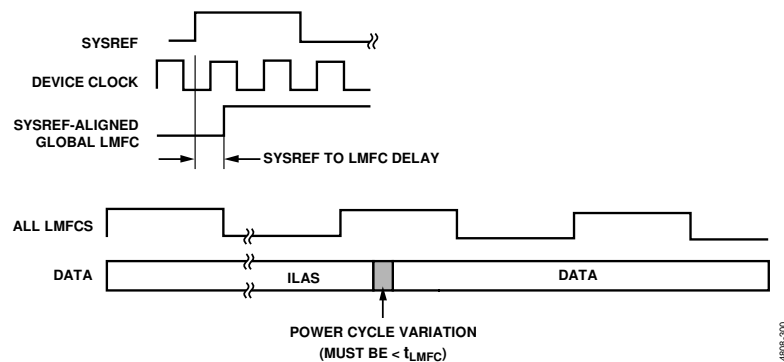 SYSREF
DEVICE CLOCK
SYSREF-ALIGNED
GLOBAL LMFC
SYSREF TO LMFC DELAY
ALL LMFCS
DATA
ILAS
DATA
POWER CYCLE VARIATION
(MUST BE < tLMFC)